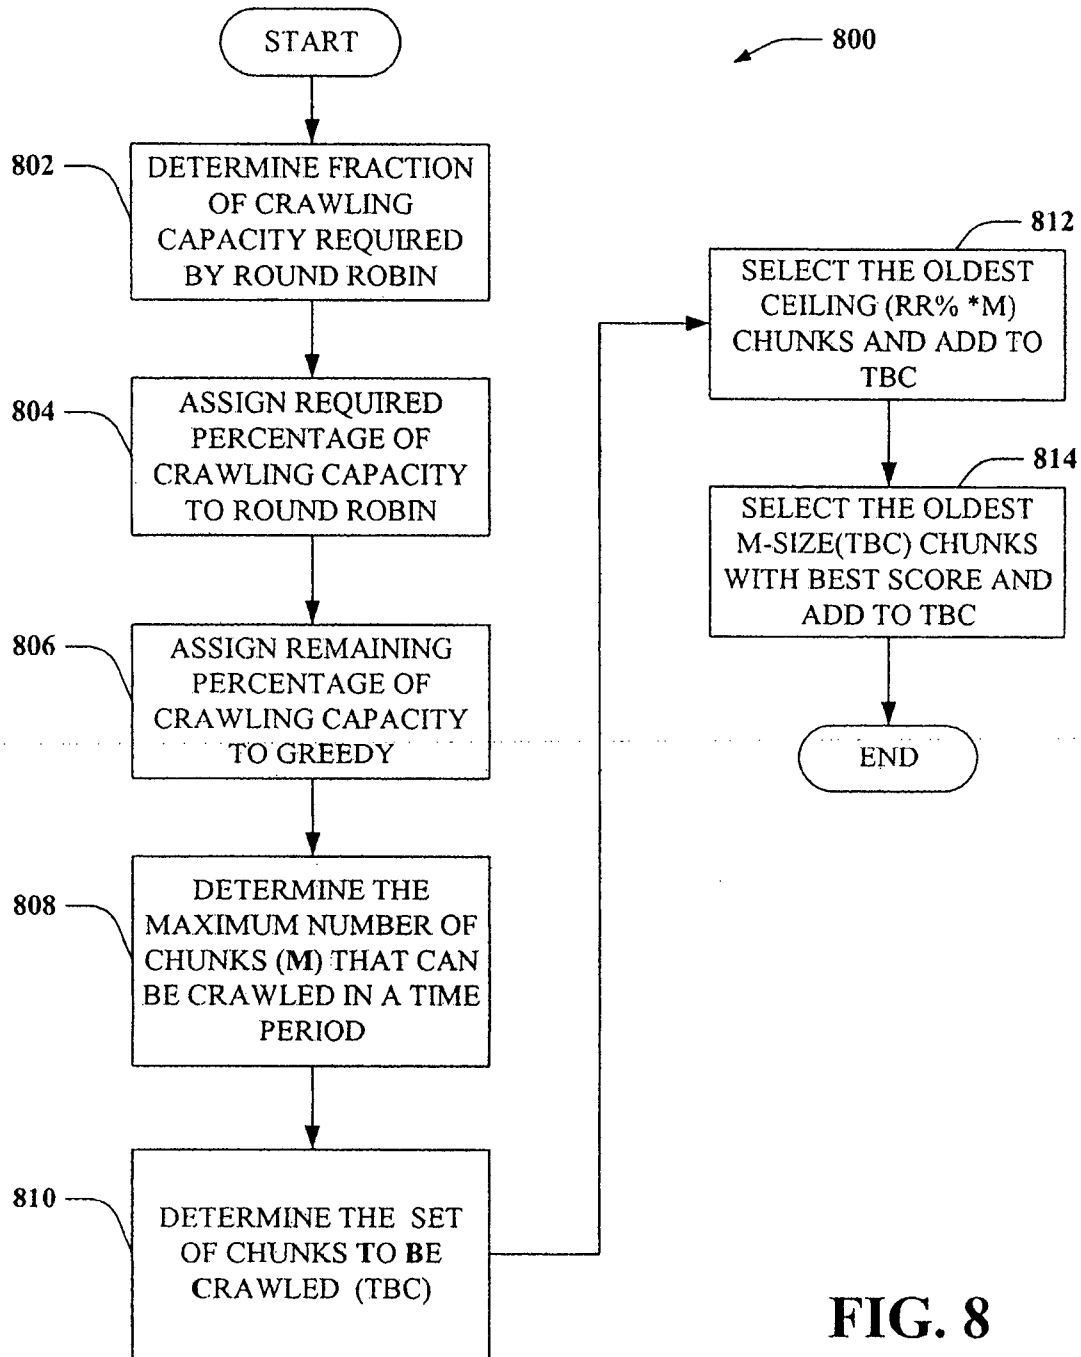 START
800
802
DETERMINE FRACTION
OF CRAWLING
CAPACITY REQUIRED
BY ROUND ROBIN
804
ASSIGN REQUIRED
PERCENTAGE OF
CRAWLING CAPACITY
TO ROUND ROBIN
806
ASSIGN REMAINING
PERCENTAGE OF
CRAWLING CAPACITY
TO GREEDY
808
DETERMINE THE
MAXIMUM NUMBER OF
CHUNKS (M) THAT CAN
BE CRAWLED IN A TIME
PERIOD
810
DETERMINE THE SET
OF CHUNKS TO BE
CRAWLED (TBC)
812
SELECT THE OLDEST
CEILING (RR% *M)
CHUNKS AND ADD TO
TBC
814
SELECT THE OLDEST
M-SIZE(TBC) CHUNKS
WITH BEST SCORE AND
ADD TO TBC
END
FIG. 8